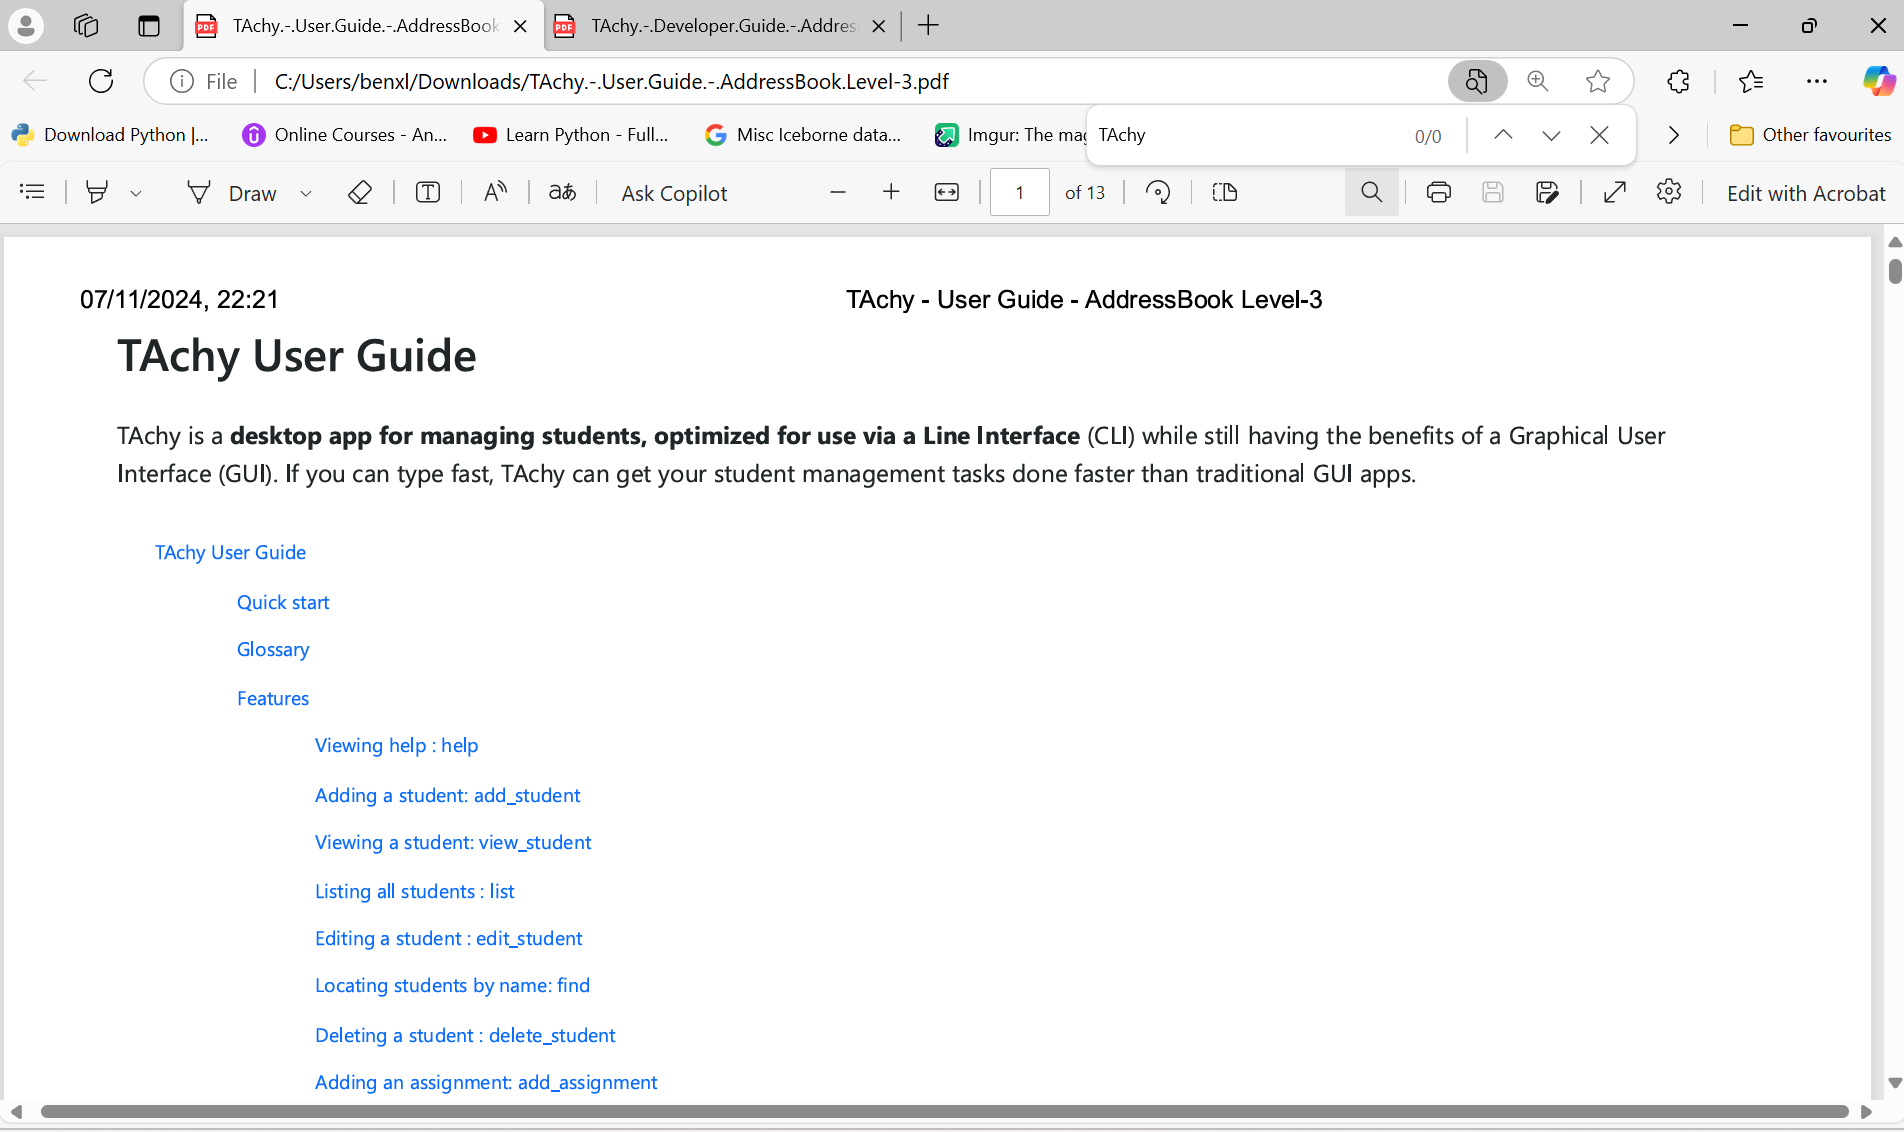 TAchy.-.User.Guide.-.AddressBook
TAchy.-.Developer.Guide.-.Addres
File
C:/Users/benxl/Downloads/TAchy.-.User.Guide.-.AddressBook.Level-3.pdf
Download Python |...
Online Courses - An...
Learn Python - Full...
Misc Iceborne data...
Imgur: The mag
TAchy
0/0
Other favourites
Draw
T
A
aあ
Ask Copilot
1
of 13
Edit with Acrobat
07/11/2024, 22:21
TAchy - User Guide - AddressBook Level-3
TAchy User Guide
TAchy is a desktop app for managing students, optimized for use via a Line Interface (CLI) while still having the benefits of a Graphical User
Interface (GUI). If you can type fast, TAchy can get your student management tasks done faster than traditional GUI apps.
TAchy User Guide
Quick start
Glossary
Features
Viewing help : help
Adding a student: add_student
Viewing a student: view_student
Listing all students : list
Editing a student : edit_student
Locating students by name: find
Deleting a student : delete_student
Adding an assignment: add_assignment